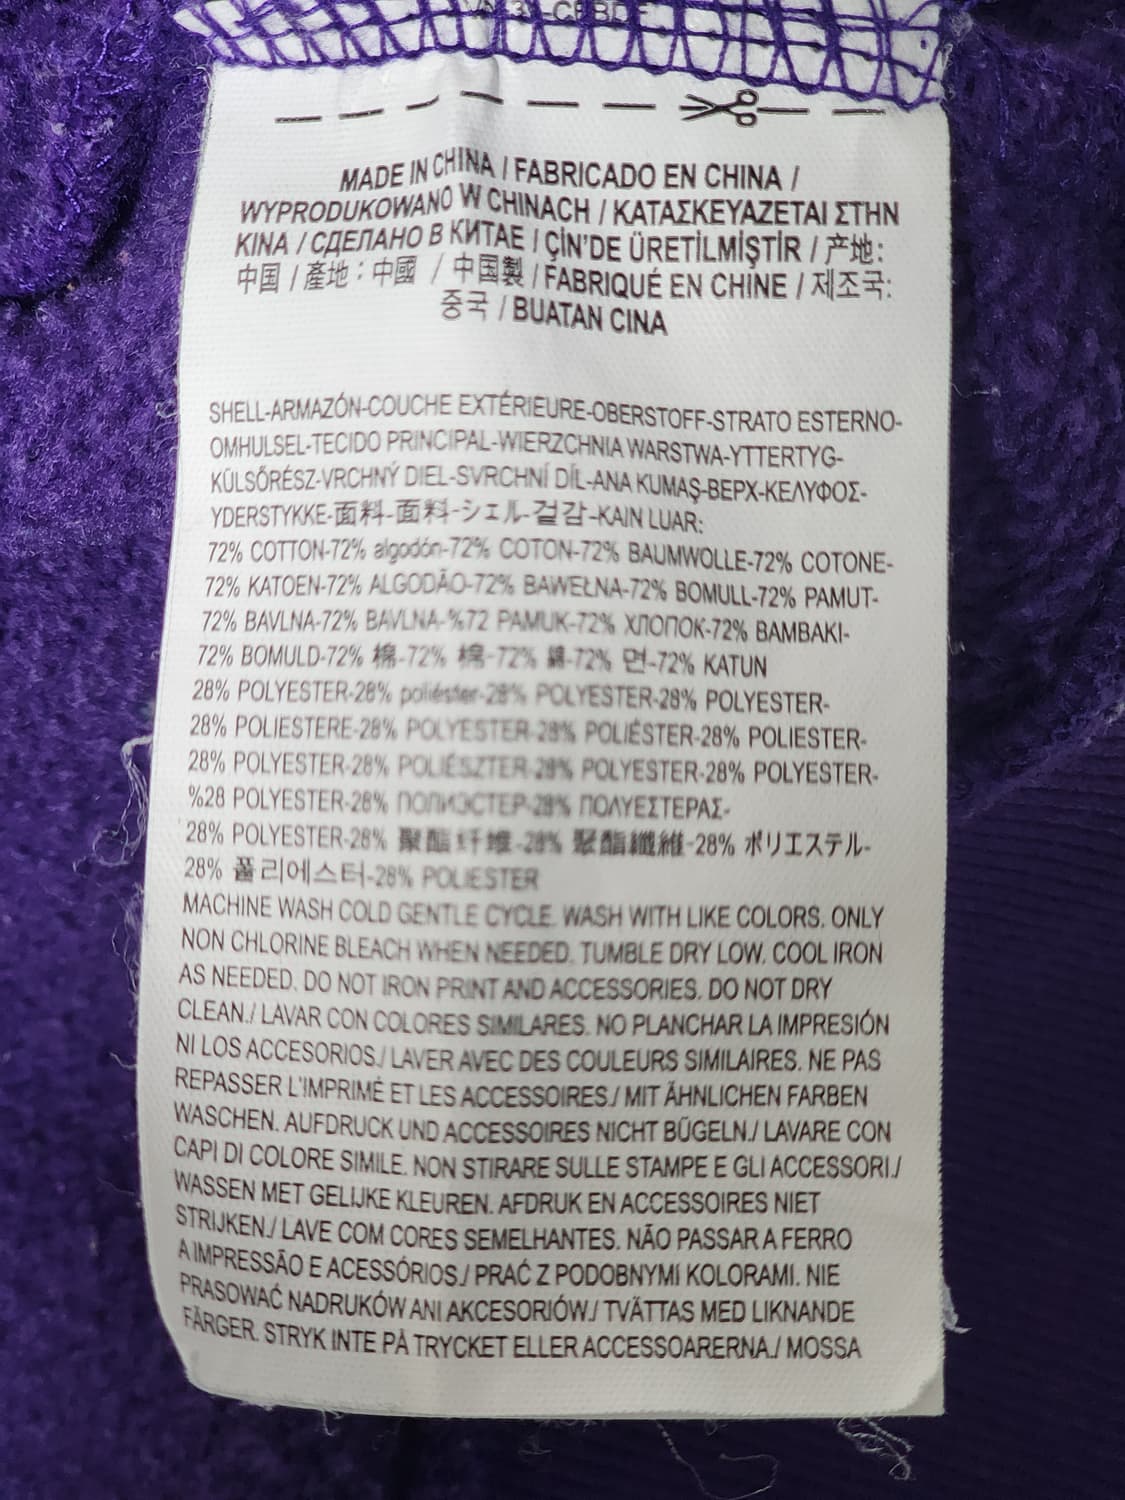 MADE IN CHINA / FABRICADO EN CHINA /
WYPRODUKOWANO W CHINACH / ΚΑΤΑΣΚΕΥΑΖΕΤΑΙ ΣΤΗΝ
ΚΙΝΑ / СДЕЛАНО В КИТАЕ / ÇİN'DE ÜRETİLMİŞTİR / 产地:
中国 / 產地：中國 / 中国製 / FABRIQUÉ EN CHINE / 제조국:
중국 / BUATAN CINA
SHELL-ARMAZÓN-COUCHE EXTÉRIEURE-OBERSTOFF-STRATO ESTERNO-
OMHULSEL-TECIDO PRINCIPAL-WIERZCHNIA WARSTWA-YTTERTYG-
KÜLSŐRÉSZ-VRCHNÝ DIEL-SVRCHNÍ DÍL-ANA KUMAŞ-ВЕРХ-ΚΕΛΥΦΟΣ-
YDERSTYKKE-面料-面料-シェル-겉감-KAIN LUAR:
72% COTTON-72% algodón-72% COTON-72% BAUMWOLLE-72% COTONE-
72% KATOEN-72% ALGODÃO-72% BAWEŁNA-72% BOMULL-72% PAMUT-
72% BAVLNA-72% BAVLNA-%72 PAMUK-72% ХЛОПОК-72% ΒΑΜΒΑΚΙ-
72% BOMULD-72% 棉-72% 棉-72% 綿-72% 면-72% KATUN
28% POLYESTER-28% poliéster-28% POLYESTER-28% POLYESTER-
28% POLIESTERE-28% POLYESTER-28% POLIÉSTER-28% POLIESTER-
28% POLYESTER-28% POLIÉSZTER-28% POLYESTER-28% POLYESTER-
%28 POLYESTER-28% ПОЛИЭСТЕР-28% ΠΟΛΥΕΣΤΕΡΑΣ-
28% POLYESTER-28% 聚酯纤维-28% 聚酯纖維-28% ポリエステル-
28% 폴리에스터-28% POLIESTER
MACHINE WASH COLD GENTLE CYCLE. WASH WITH LIKE COLORS. ONLY
NON CHLORINE BLEACH WHEN NEEDED. TUMBLE DRY LOW. COOL IRON
AS NEEDED. DO NOT IRON PRINT AND ACCESSORIES. DO NOT DRY
CLEAN./ LAVAR CON COLORES SIMILARES. NO PLANCHAR LA IMPRESIÓN
NI LOS ACCESORIOS./ LAVER AVEC DES COULEURS SIMILAIRES. NE PAS
REPASSER L'IMPRIMÉ ET LES ACCESSOIRES./ MIT ÄHNLICHEN FARBEN
WASCHEN. AUFDRUCK UND ACCESSOIRES NICHT BÜGELN./ LAVARE CON
CAPI DI COLORE SIMILE. NON STIRARE SULLE STAMPE E GLI ACCESSORI./
WASSEN MET GELIJKE KLEUREN. AFDRUK EN ACCESSOIRES NIET
STRIJKEN./ LAVE COM CORES SEMELHANTES. NÃO PASSAR A FERRO
A IMPRESSÃO E ACESSÓRIOS./ PRAĆ Z PODOBNYMI KOLORAMI. NIE
PRASOWAĆ NADRUKÓW ANI AKCESORIÓW./ TVÄTTAS MED LIKNANDE
FÄRGER. STRYK INTE PÅ TRYCKET ELLER ACCESSOARERNA./ MOSSA